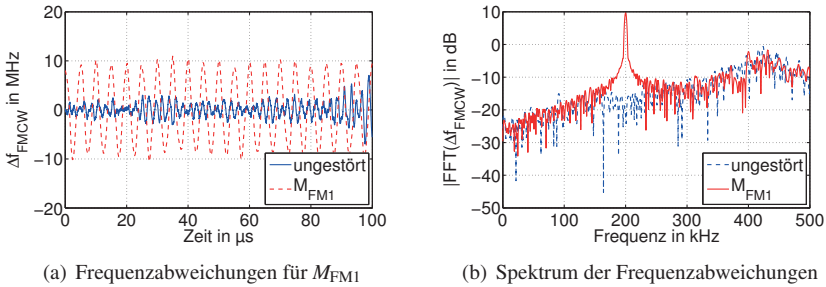 20
10
0
−10
−20
0
20
40
60
80
100
Δf_FMCW in MHz
Zeit in µs
ungestört
M_FM1
(a) Frequenzabweichungen für M_FM1
10
0
−10
−20
−30
−40
−50
0
100
200
300
400
500
|FFT(Δf_FMCW)| in dB
Frequenz in kHz
ungestört
M_FM1
(b) Spektrum der Frequenzabweichungen